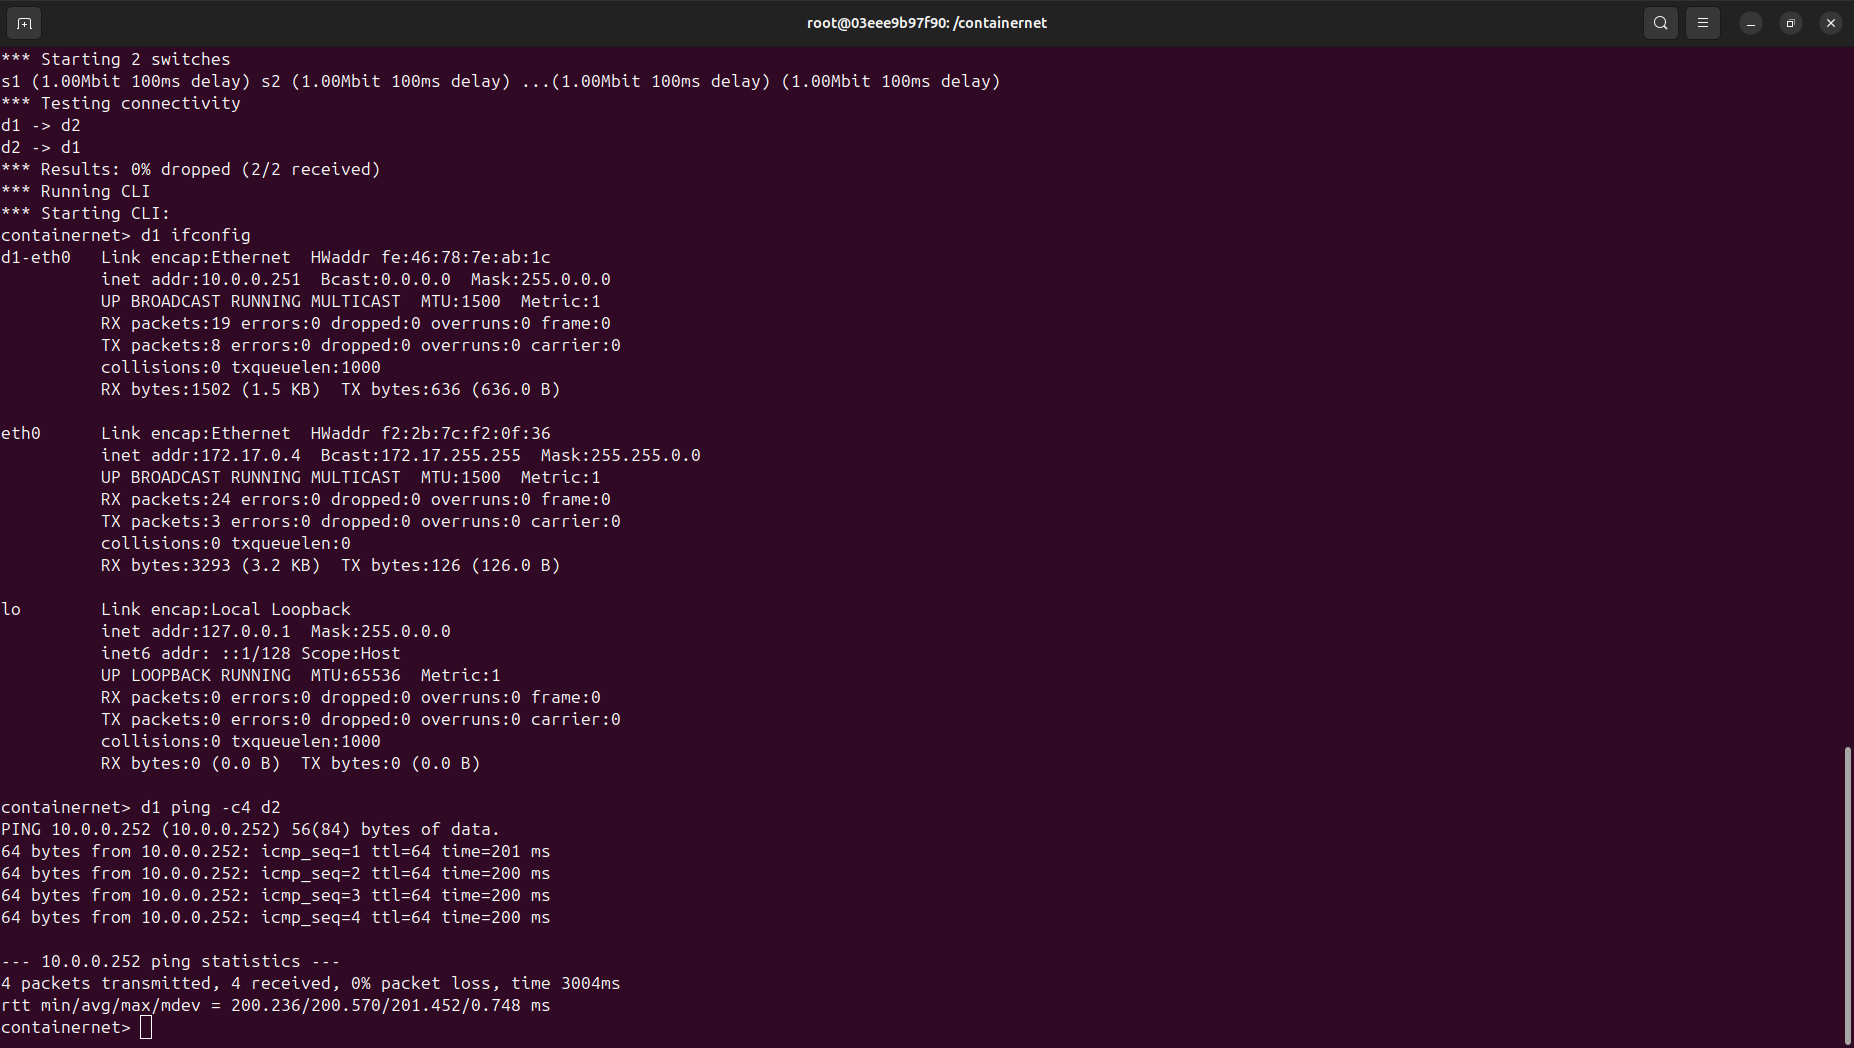 root@03eee9b97f90: /containernet
*** Starting 2 switches
s1 (1.00Mbit 100ms delay) s2 (1.00Mbit 100ms delay) ...(1.00Mbit 100ms delay) (1.00Mbit 100ms delay)
*** Testing connectivity
d1 -> d2
d2 -> d1
*** Results: 0% dropped (2/2 received)
*** Running CLI
*** Starting CLI:
containernet> d1 ifconfig
d1-eth0   Link encap:Ethernet  HWaddr fe:46:78:7e:ab:1c
          inet addr:10.0.0.251  Bcast:0.0.0.0  Mask:255.0.0.0
          UP BROADCAST RUNNING MULTICAST  MTU:1500  Metric:1
          RX packets:19 errors:0 dropped:0 overruns:0 frame:0
          TX packets:8 errors:0 dropped:0 overruns:0 carrier:0
          collisions:0 txqueuelen:1000
          RX bytes:1502 (1.5 KB)  TX bytes:636 (636.0 B)

eth0      Link encap:Ethernet  HWaddr f2:2b:7c:f2:0f:36
          inet addr:172.17.0.4  Bcast:172.17.255.255  Mask:255.255.0.0
          UP BROADCAST RUNNING MULTICAST  MTU:1500  Metric:1
          RX packets:24 errors:0 dropped:0 overruns:0 frame:0
          TX packets:3 errors:0 dropped:0 overruns:0 carrier:0
          collisions:0 txqueuelen:0
          RX bytes:3293 (3.2 KB)  TX bytes:126 (126.0 B)

lo        Link encap:Local Loopback
          inet addr:127.0.0.1  Mask:255.0.0.0
          inet6 addr: ::1/128 Scope:Host
          UP LOOPBACK RUNNING  MTU:65536  Metric:1
          RX packets:0 errors:0 dropped:0 overruns:0 frame:0
          TX packets:0 errors:0 dropped:0 overruns:0 carrier:0
          collisions:0 txqueuelen:1000
          RX bytes:0 (0.0 B)  TX bytes:0 (0.0 B)

containernet> d1 ping -c4 d2
PING 10.0.0.252 (10.0.0.252) 56(84) bytes of data.
64 bytes from 10.0.0.252: icmp_seq=1 ttl=64 time=201 ms
64 bytes from 10.0.0.252: icmp_seq=2 ttl=64 time=200 ms
64 bytes from 10.0.0.252: icmp_seq=3 ttl=64 time=200 ms
64 bytes from 10.0.0.252: icmp_seq=4 ttl=64 time=200 ms

--- 10.0.0.252 ping statistics ---
4 packets transmitted, 4 received, 0% packet loss, time 3004ms
rtt min/avg/max/mdev = 200.236/200.570/201.452/0.748 ms
containernet>